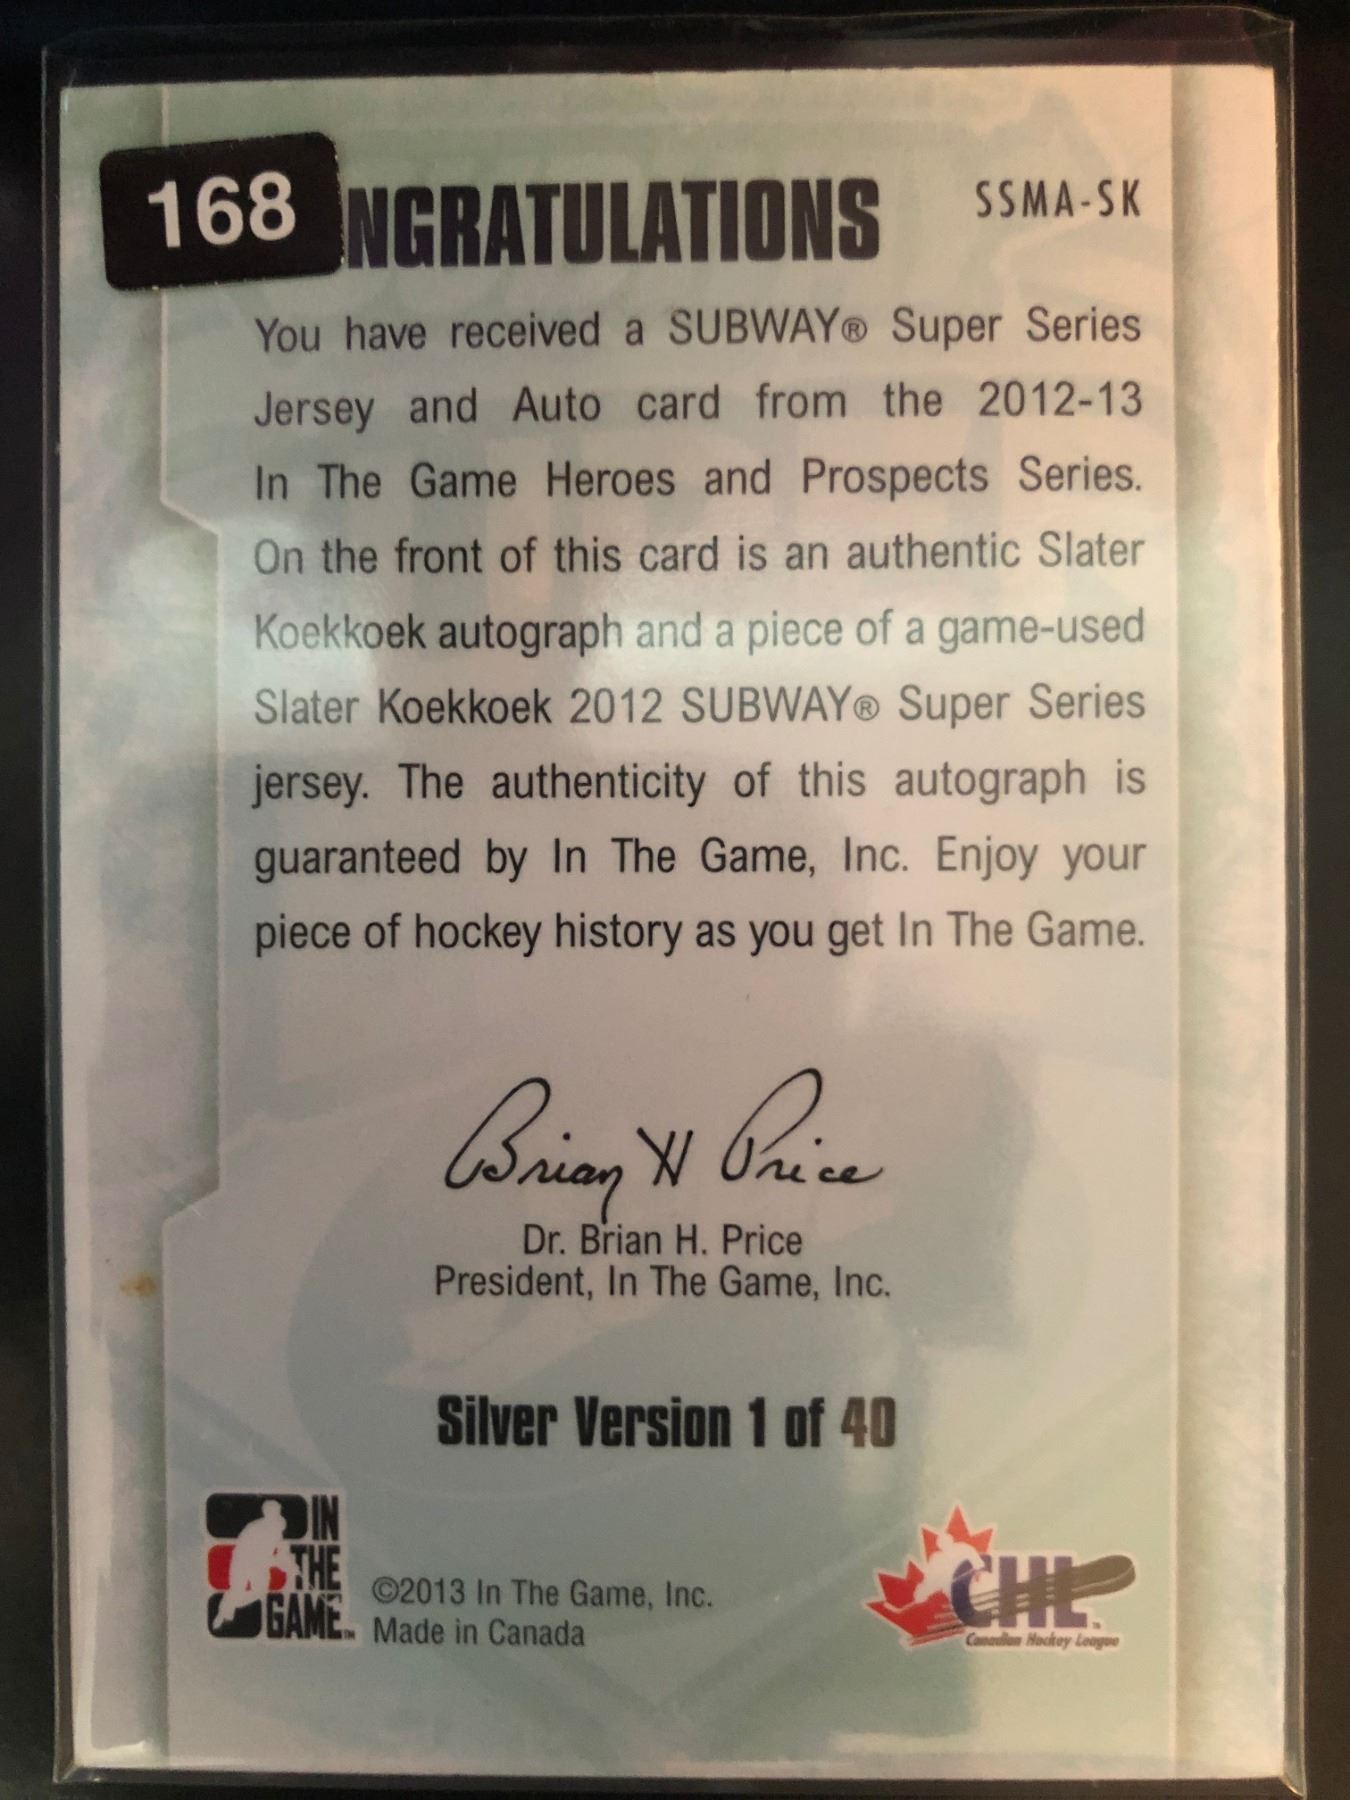 168
NGRATULATIONS
SSMA-SK
You have received a SUBWAY® Super Series
Jersey and Auto card from the 2012-13
In The Game Heroes and Prospects Series.
On the front of this card is an authentic Slater
Koekkoek autograph and a piece of a game-used
Slater Koekkoek 2012 SUBWAY® Super Series
jersey. The authenticity of this autograph is
guaranteed by In The Game, Inc. Enjoy your
piece of hockey history as you get In The Game.
Brian H Price
Dr. Brian H. Price
President, In The Game, Inc.
Silver Version 1 of 40
IN
THE
GAME™
©2013 In The Game, Inc.
Made in Canada
CHL™
Canadian Hockey League